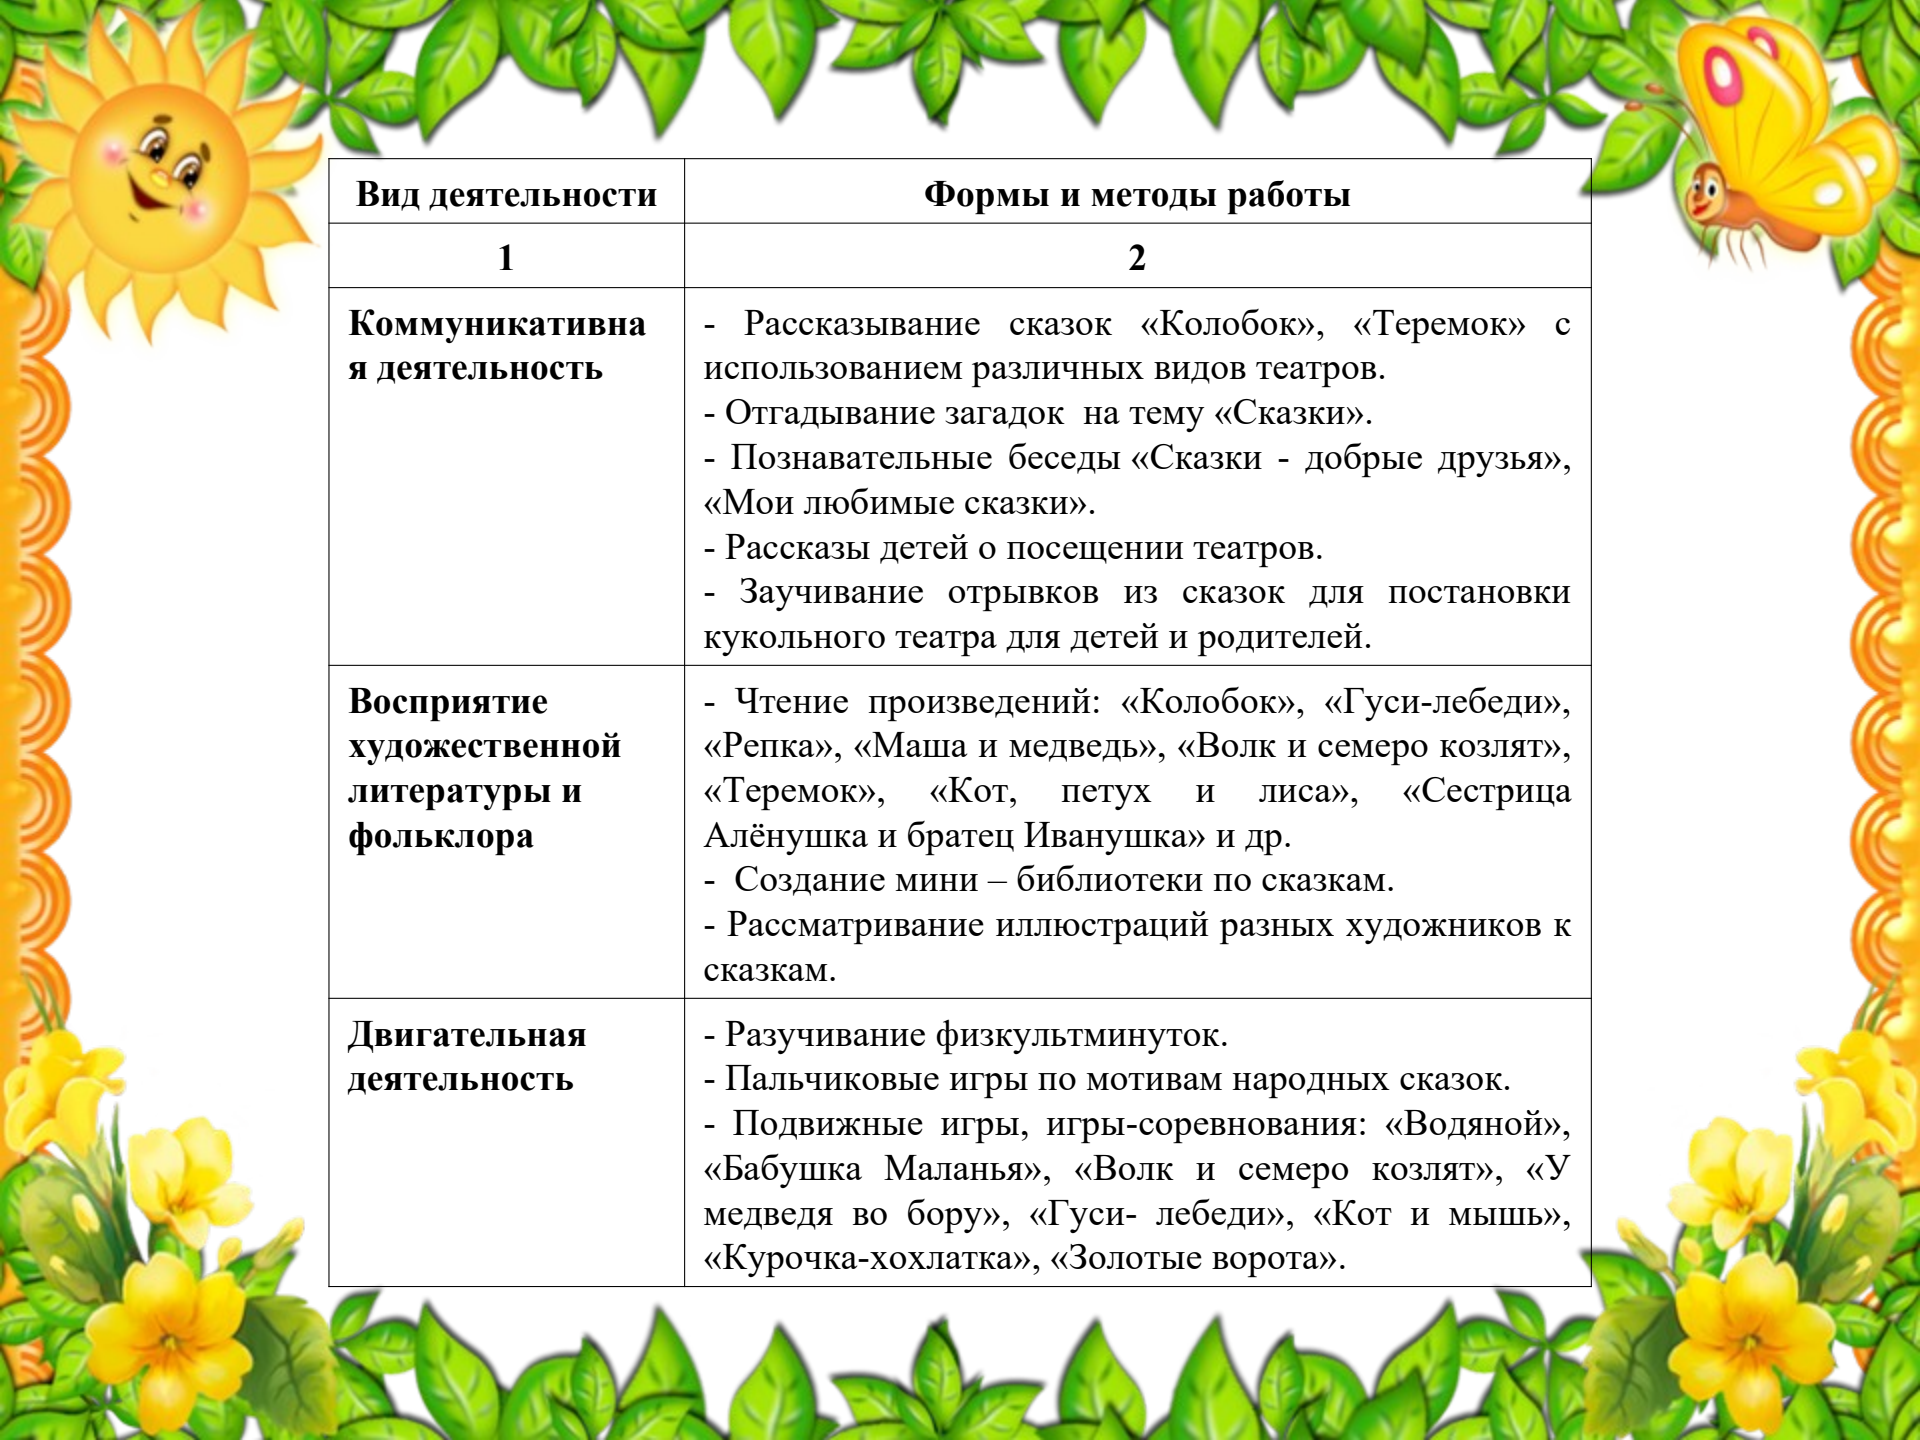 Вид деятельности
Формы и методы работы
1
2
Коммуникативна
я деятельность
- Рассказывание сказок «Колобок», «Теремок» с
использованием различных видов театров.
- Отгадывание загадок на тему «Сказки».
- Познавательные беседы «Сказки - добрые друзья»,
«Мои любимые сказки».
- Рассказы детей о посещении театров.
- Заучивание отрывков из сказок для постановки
кукольного театра для детей и родителей.
Восприятие
художественной
литературы и
фольклора
- Чтение произведений: «Колобок», «Гуси-лебеди»,
«Репка», «Маша и медведь», «Волк и семеро козлят»,
«Теремок», «Кот, петух и лиса», «Сестрица
Алёнушка и братец Иванушка» и др.
- Создание мини – библиотеки по сказкам.
- Рассматривание иллюстраций разных художников к
сказкам.
Двигательная
деятельность
- Разучивание физкультминуток.
- Пальчиковые игры по мотивам народных сказок.
- Подвижные игры, игры-соревнования: «Водяной»,
«Бабушка Маланья», «Волк и семеро козлят», «У
медведя во бору», «Гуси- лебеди», «Кот и мышь»,
«Курочка-хохлатка», «Золотые ворота».